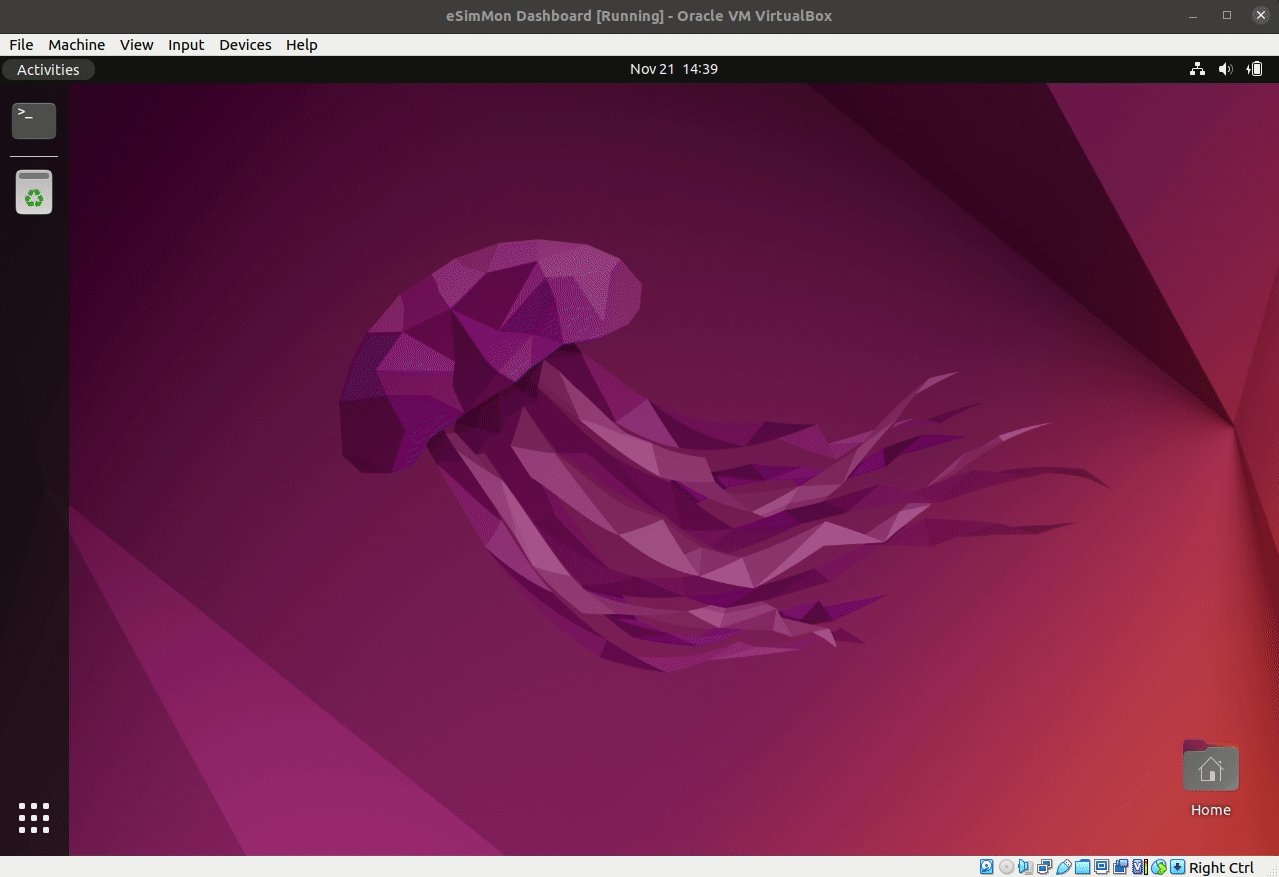 eSimMon Dashboard [Running] - Oracle VM VirtualBox
File Machine View Input Devices Help
Activities
Nov 21 14:39
>_
Home
Right Ctrl